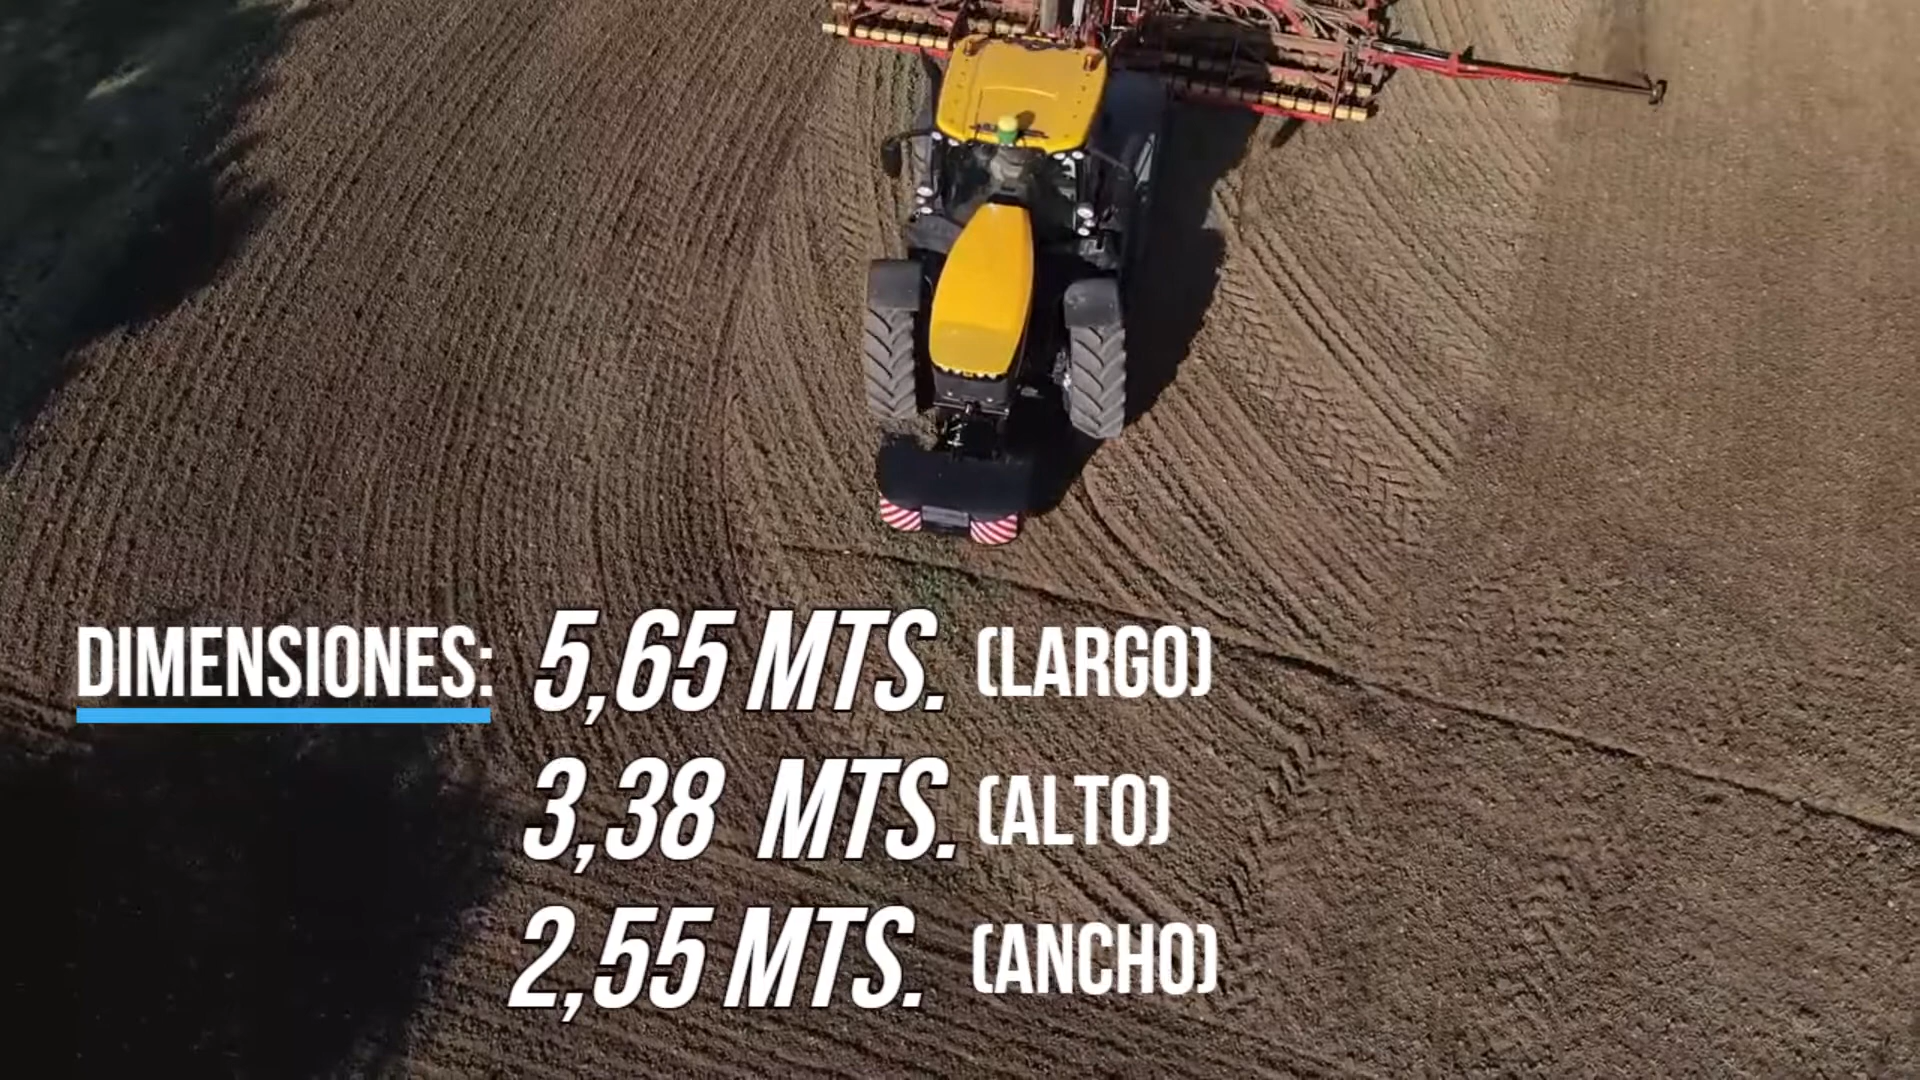 DIMENSIONES: 5,65 MTS. (LARGO)
3,38 MTS. (ALTO)
2,55 MTS. (ANCHO)